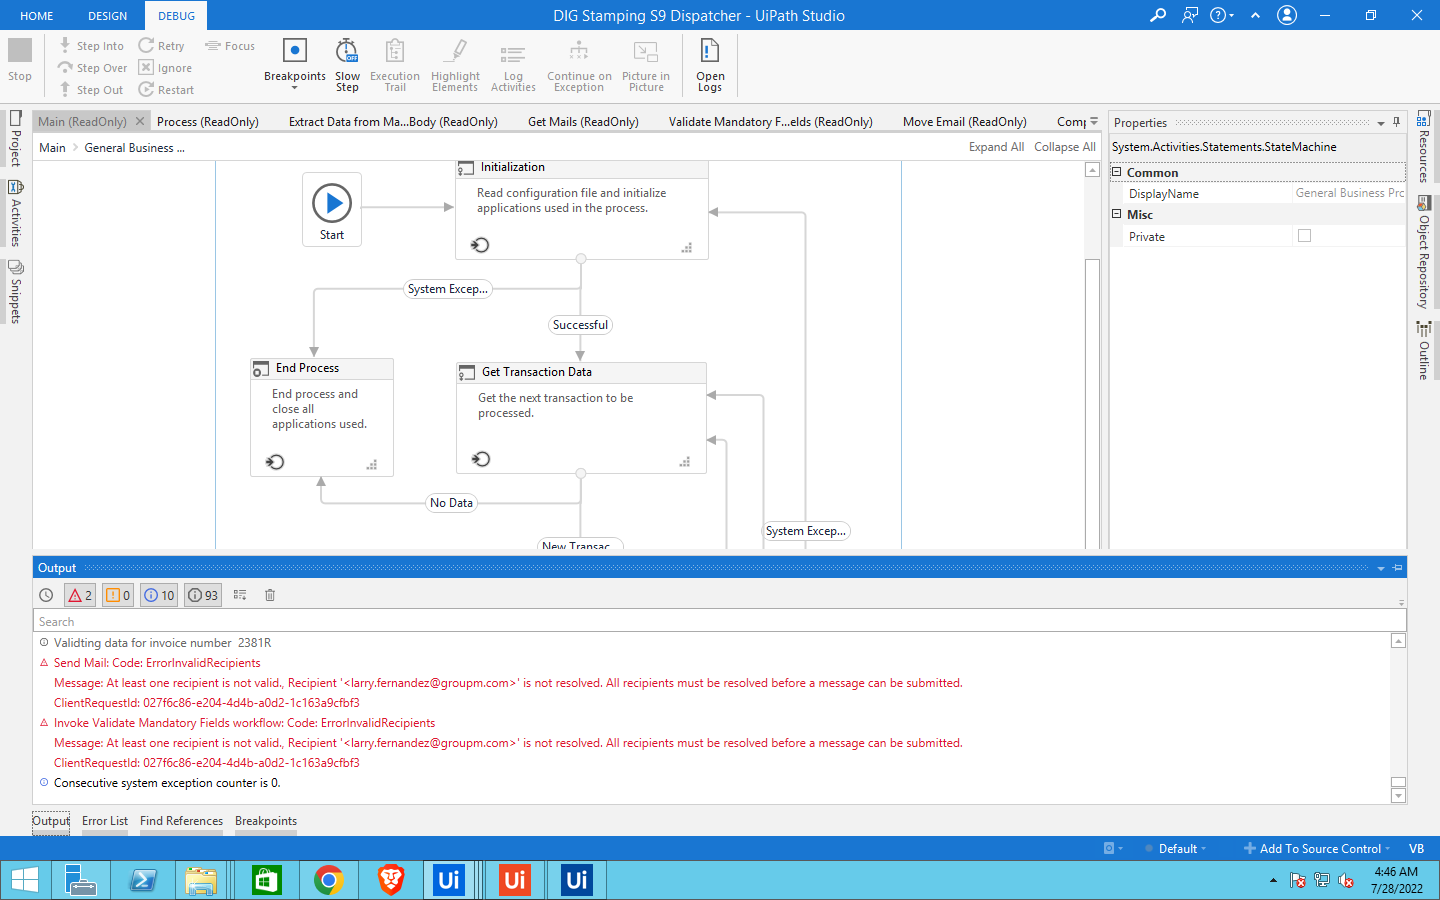 HOME
DESIGN
DEBUG
DIG Stamping S9 Dispatcher - UiPath Studio
Stop
Step Into
Step Over
Step Out
Retry
Ignore
Restart
Focus
Breakpoints
Slow
Step
OFF
Execution
Trail
Highlight
Elements
Log
Activities
Continue on
Exception
Picture in
Picture
Open
Logs
Main (ReadOnly)
Process (ReadOnly)
Extract Data from Ma...Body (ReadOnly)
Get Mails (ReadOnly)
Validate Mandatory F...elds (ReadOnly)
Move Email (ReadOnly)
Comp
Main
General Business ...
Expand All
Collapse All
Project
Activities
Snippets
Start
Initialization
Read configuration file and initialize
applications used in the process.
System Excep...
Successful
End Process
End process and
close all
applications used.
Get Transaction Data
Get the next transaction to be
processed.
No Data
New Transac...
System Excep...
Properties
System.Activities.Statements.StateMachine
Common
DisplayName
General Business Prc
Misc
Private
Resources
Object Repository
Outline
Output
2
0
10
93
Search
Validting data for invoice number  2381R
Send Mail: Code: ErrorInvalidRecipients
Message: At least one recipient is not valid., Recipient '<larry.fernandez@groupm.com>' is not resolved. All recipients must be resolved before a message can be submitted.
ClientRequestId: 027f6c86-e204-4d4b-a0d2-1c163a9cfbf3
Invoke Validate Mandatory Fields workflow: Code: ErrorInvalidRecipients
Message: At least one recipient is not valid., Recipient '<larry.fernandez@groupm.com>' is not resolved. All recipients must be resolved before a message can be submitted.
ClientRequestId: 027f6c86-e204-4d4b-a0d2-1c163a9cfbf3
Consecutive system exception counter is 0.
Output
Error List
Find References
Breakpoints
Default
Add To Source Control
VB
Ui
Ui
Ui
4:46 AM
7/28/2022